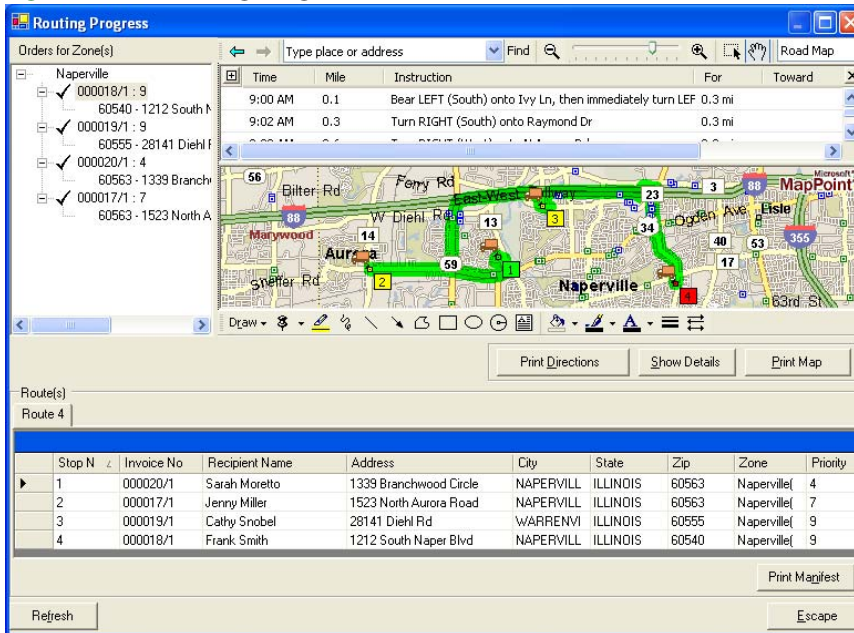 Routing Progress
Orders for Zone(s)
Type place or address
Find
Road Map
Naperville
000018/1 : 9
60540 - 1212 South N
000019/1 : 9
60555 - 28141 Diehl F
000020/1 : 4
60563 - 1339 Branch
000017/1 : 7
60563 - 1523 North A
Time Mile Instruction For Toward
9:00 AM 0.1 Bear LEFT (South) onto Ivy Ln, then immediately turn LEF 0.3 mi
9:02 AM 0.3 Turn RIGHT (South) onto Raymond Dr 0.3 mi
56
Bilter Rd
Ferry Rd
East-West
23
3
88
Microsoft
MapPoint
88
W Diehl Rd
13
3
Ogden Ave
Lisle
Marywood
14
34
40
53
355
Aurora
59
1
17
Sheffer Rd
2
Naperville
4
63rd St
Draw
Print Directions
Show Details
Print Map
Route(s)
Route 4
Stop N Invoice No Recipient Name Address City State Zip Zone Priority
1 000020/1 Sarah Moretto 1339 Branchwood Circle NAPERVILL ILLINOIS 60563 Naperville( 4
2 000017/1 Jenny Miller 1523 North Aurora Road NAPERVILL ILLINOIS 60563 Naperville( 7
3 000019/1 Cathy Snobel 28141 Diehl Rd WARRENVI ILLINOIS 60555 Naperville( 9
4 000018/1 Frank Smith 1212 South Naper Blvd NAPERVILL ILLINOIS 60540 Naperville( 9
Print Manifest
Refresh
Escape